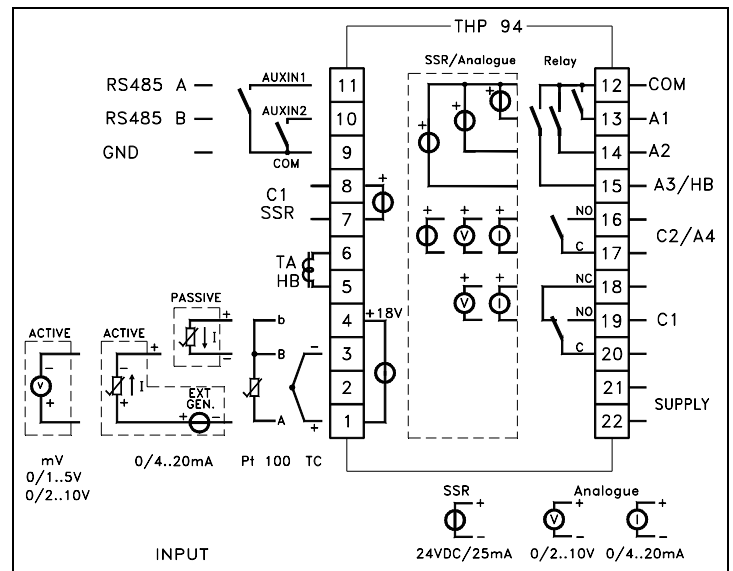 THP 94
SSR/Analogue Relay
RS485 A AUXIN1 11 12 COM
RS485 B AUXIN2 10 13 A1
GND COM 9 14 A2
C1 SSR + 8 15 A3/HB
7 NO 16
C2/A4
TA HB 6 C 17
5 NC 18
PASSIVE + - I b 4 +18V NO 19 C1
ACTIVE ACTIVE B 3 C 20
2 21
SUPPLY
EXT GEN. + - A + 1 22
mV 0/4..20mA Pt 100 TC
0/1..5V
0/2..10V
SSR Analogue
+ V + I +
- - -
24VDC/25mA 0/2..10V 0/4..20mA
INPUT